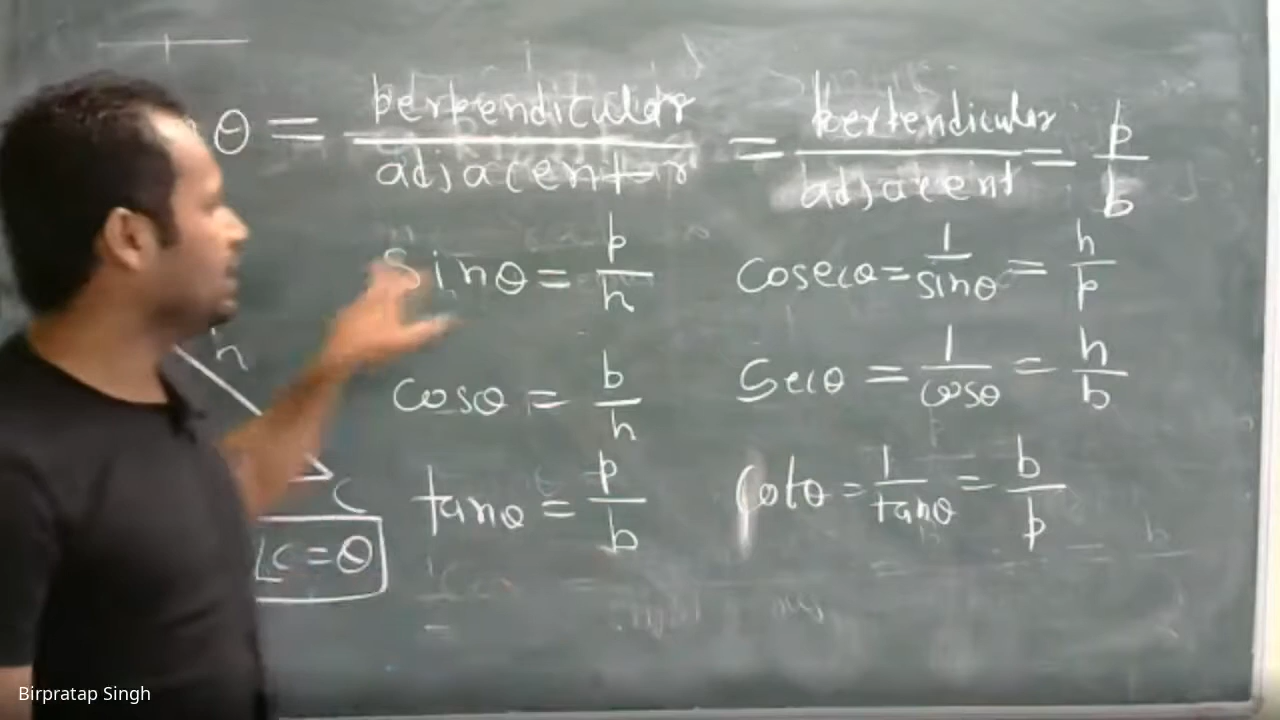 θ = perpendicular / adjacent = perpendicular / adjacent = p / b
sinθ = p / h   cosecθ = 1 / sinθ = h / p
h
cosθ = b / h   secθ = 1 / cosθ = h / b
C
tanθ = p / b   cotθ = 1 / tanθ = b / p
∠C = θ
Birpratap Singh